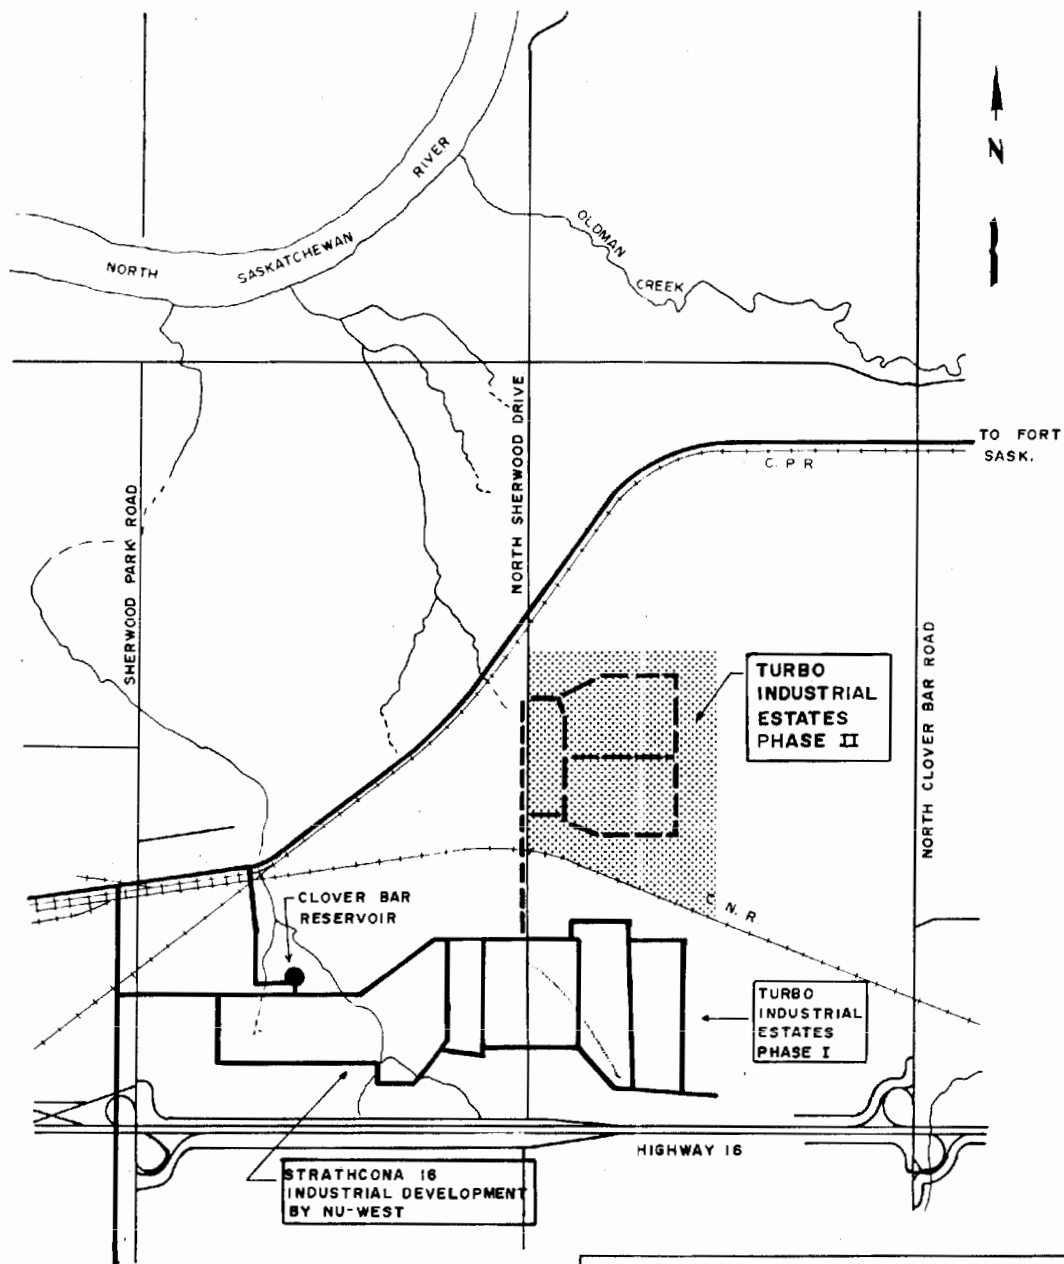 N
NORTH SASKATCHEWAN RIVER
OLDMAN CREEK
TO FORT
SASK.
C.P.R
NORTH SHERWOOD DRIVE
SHERWOOD PARK ROAD
NORTH CLOVER BAR ROAD
TURBO
INDUSTRIAL
ESTATES
PHASE II
CLOVER BAR
RESERVOIR
C.N.R.
TURBO
INDUSTRIAL
ESTATES
PHASE I
HIGHWAY 16
STRATHCONA 16
INDUSTRIAL DEVELOPMENT
BY NU-WEST